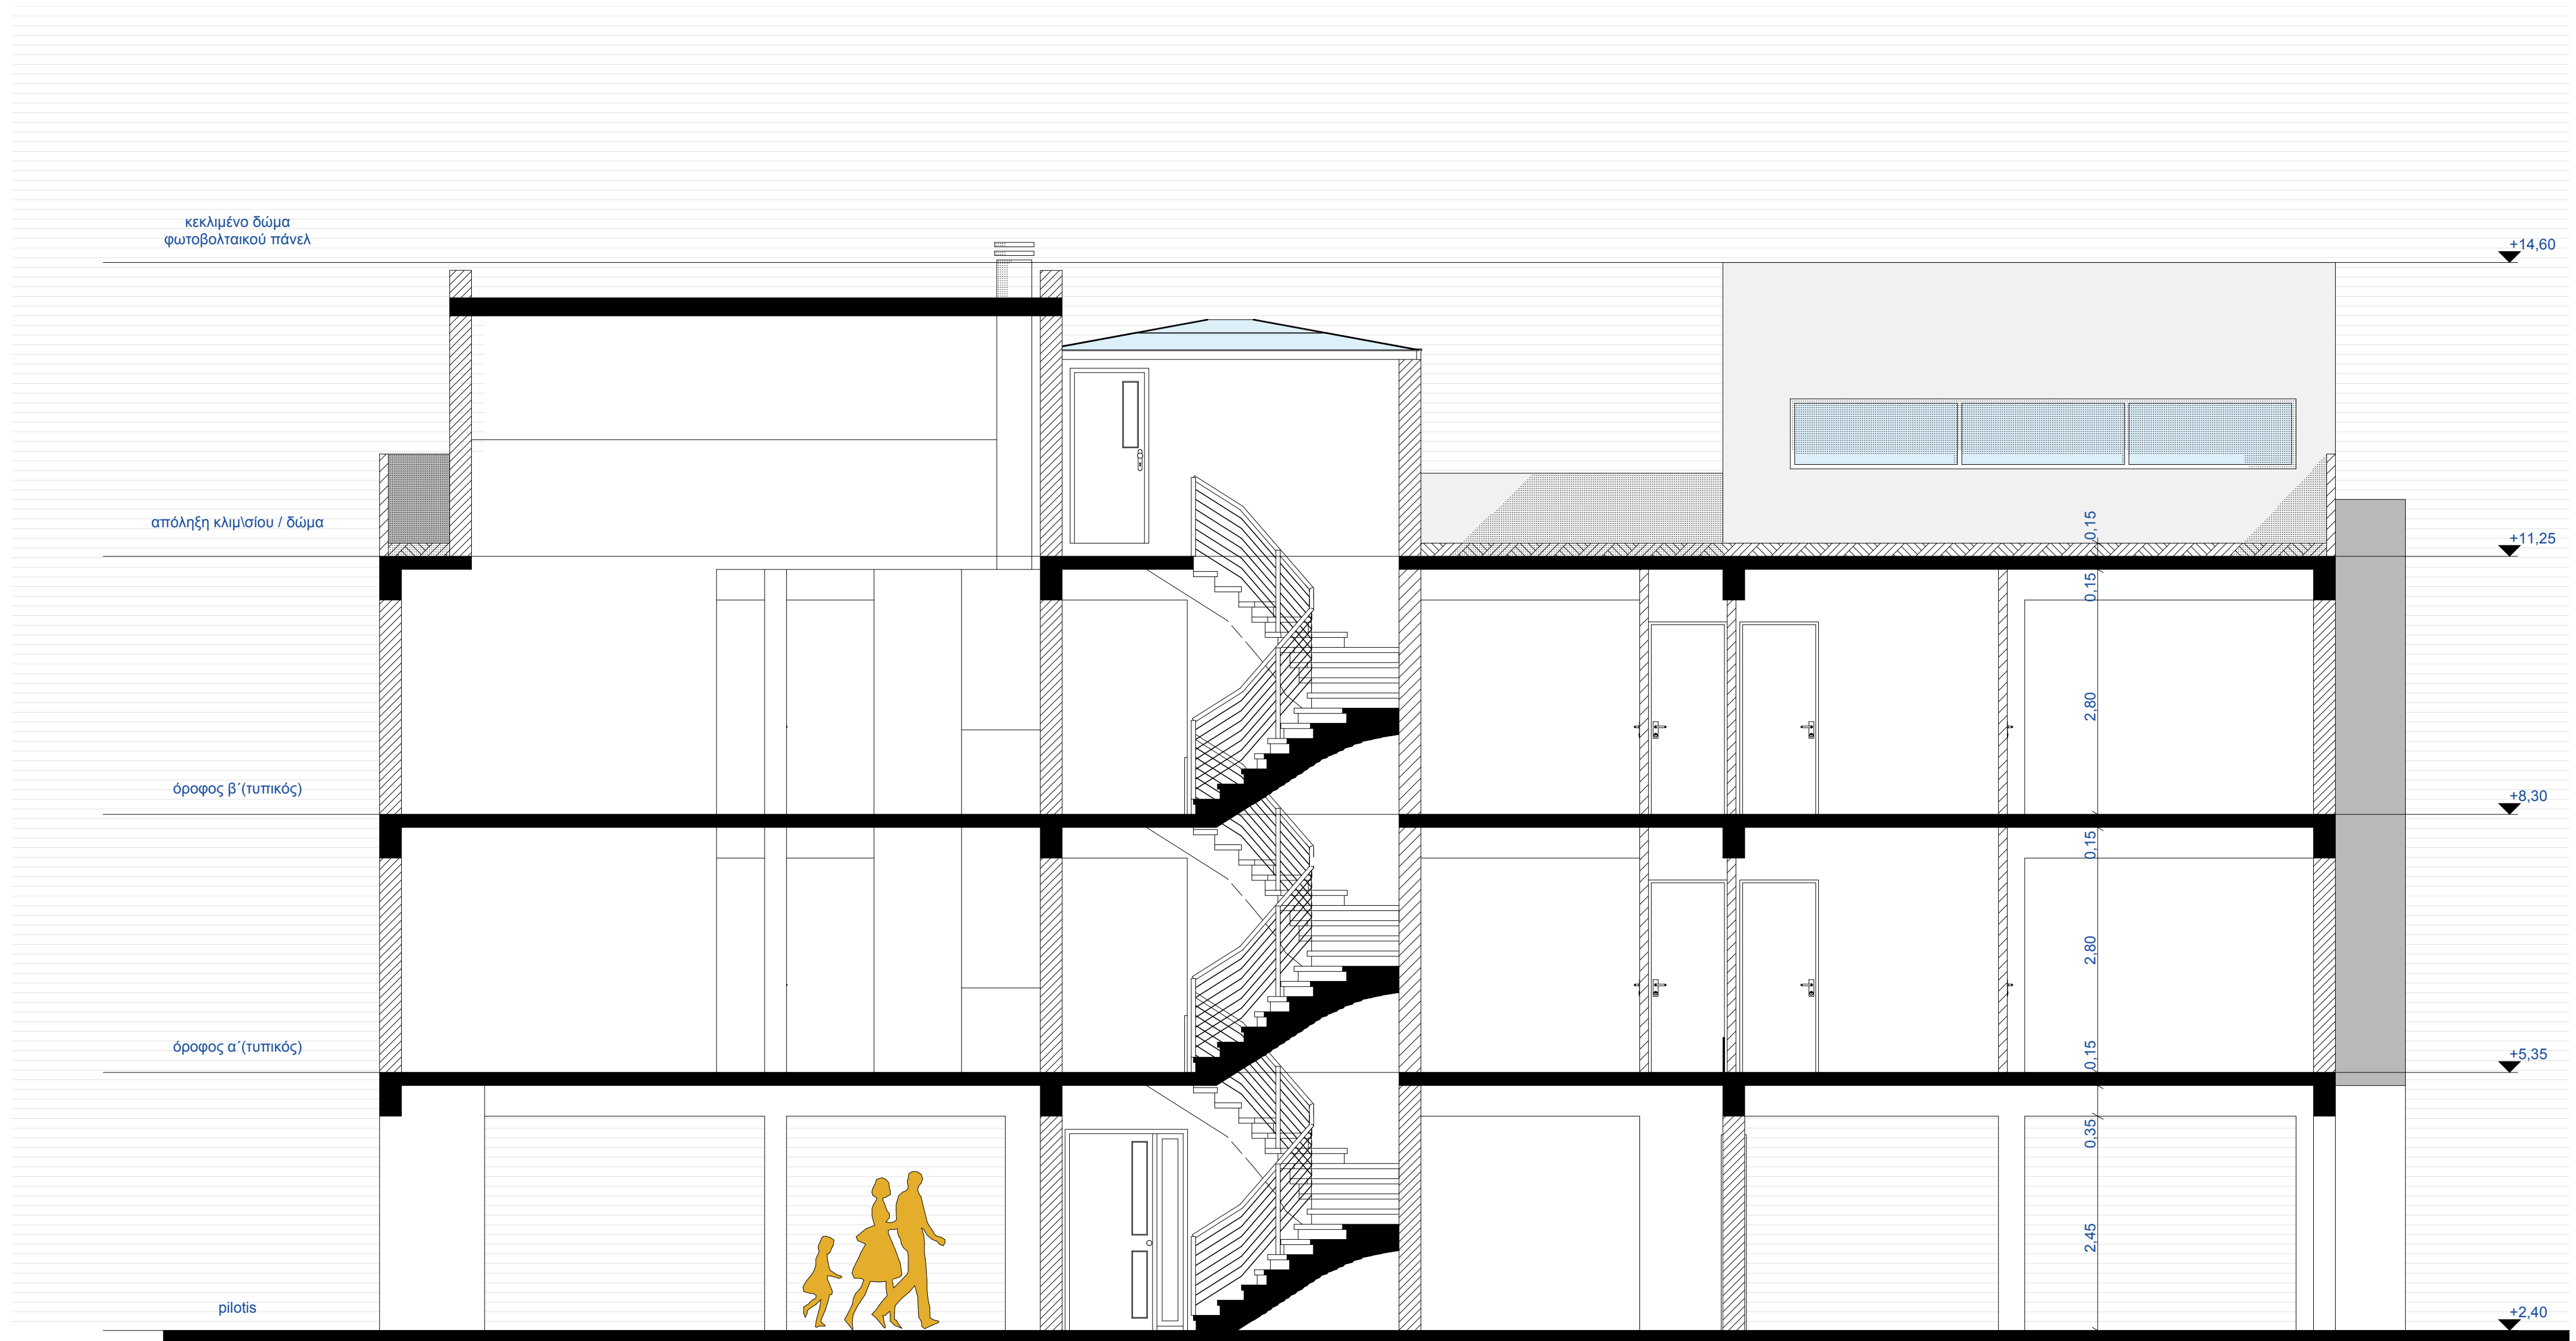 κεκλιμένο δώμα
φωτοβολταικού πάνελ
+14,60
απόληξη κλιμ\σίου / δώμα
0,15
+11,25
0,15
2,80
όροφος β΄(τυπικός)
+8,30
0,15
2,80
όροφος α΄(τυπικός)
0,15
+5,35
0,35
2,45
pilotis
+2,40